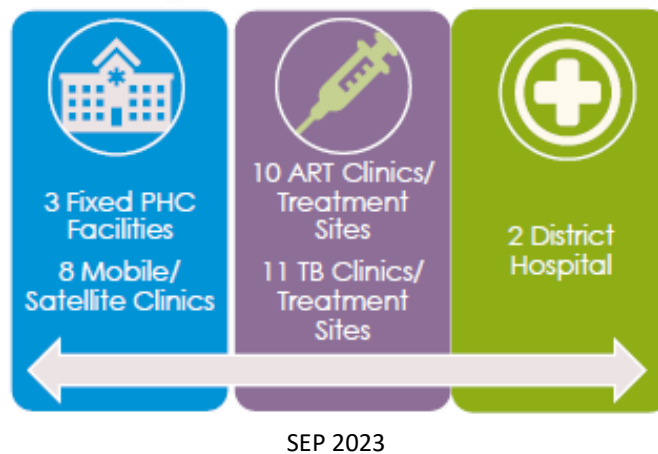 3 Fixed PHC
Facilities
8 Mobile/
Satellite Clinics
10 ART Clinics/
Treatment
Sites
11 TB Clinics/
Treatment
Sites
2 District
Hospital
SEP 2023